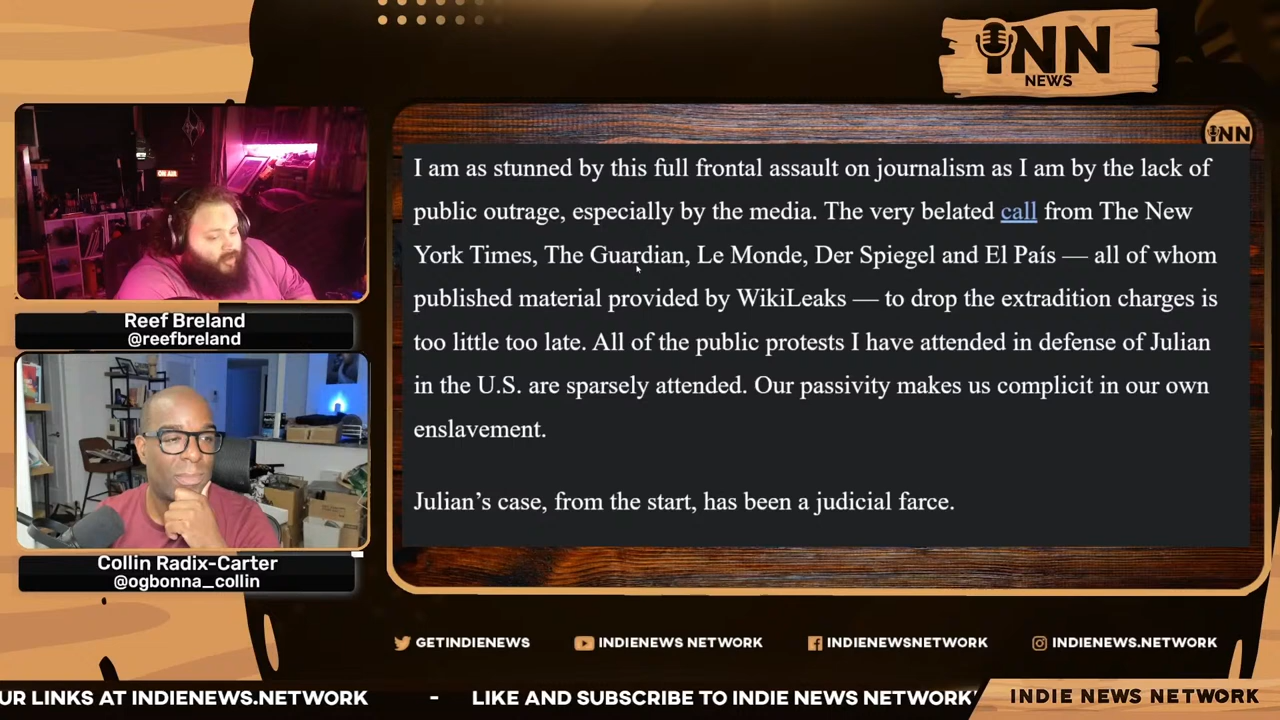 INN
NEWS
INN
ON AIR
I am as stunned by this full frontal assault on journalism as I am by the lack of
public outrage, especially by the media. The very belated call from The New
York Times, The Guardian, Le Monde, Der Spiegel and El País — all of whom
published material provided by WikiLeaks — to drop the extradition charges is
too little too late. All of the public protests I have attended in defense of Julian
in the U.S. are sparsely attended. Our passivity makes us complicit in our own
enslavement.
Julian’s case, from the start, has been a judicial farce.
Reef Breland
@reefbreland
Collin Radix-Carter
@ogbonna_collin
GETINDIENEWS
INDIENEWS NETWORK
INDIENEWSNETWORK
INDIENEWS.NETWORK
UR LINKS AT INDIENEWS.NETWORK - LIKE AND SUBSCRIBE TO INDIE NEWS NETWORK'
INDIE NEWS NETWORK